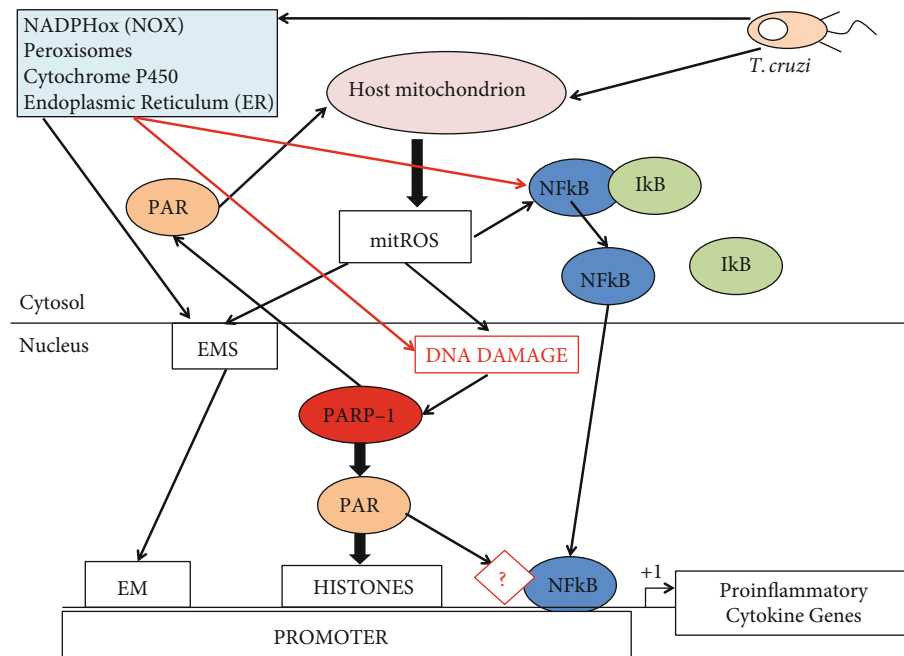 NADPHox (NOX)
Peroxisomes
Cytochrome P450
Endoplasmic Reticulum (ER)
T. cruzi
Host mitochondrion
PAR
NFkB
IkB
mitROS
NFkB
IkB
Cytosol
Nucleus
EMS
DNA DAMAGE
PARP–1
PAR
EM
HISTONES
?
NFkB
+1
Proinflammatory
Cytokine Genes
PROMOTER